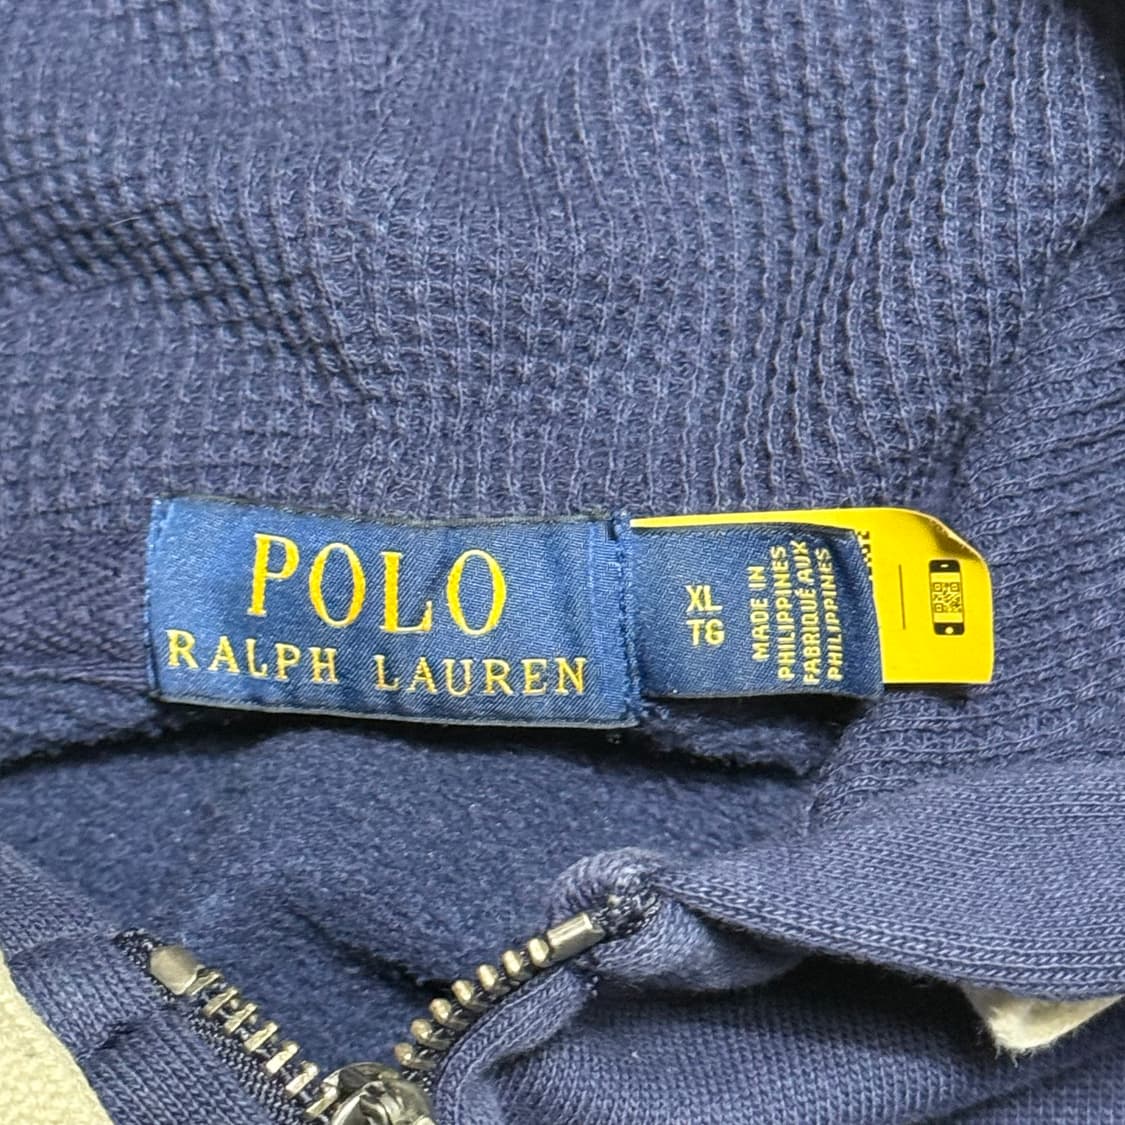 POLO
RALPH LAUREN
XL
TG
MADE IN
PHILIPPINES
FABRIQUÉ AUX
PHILIPPINES